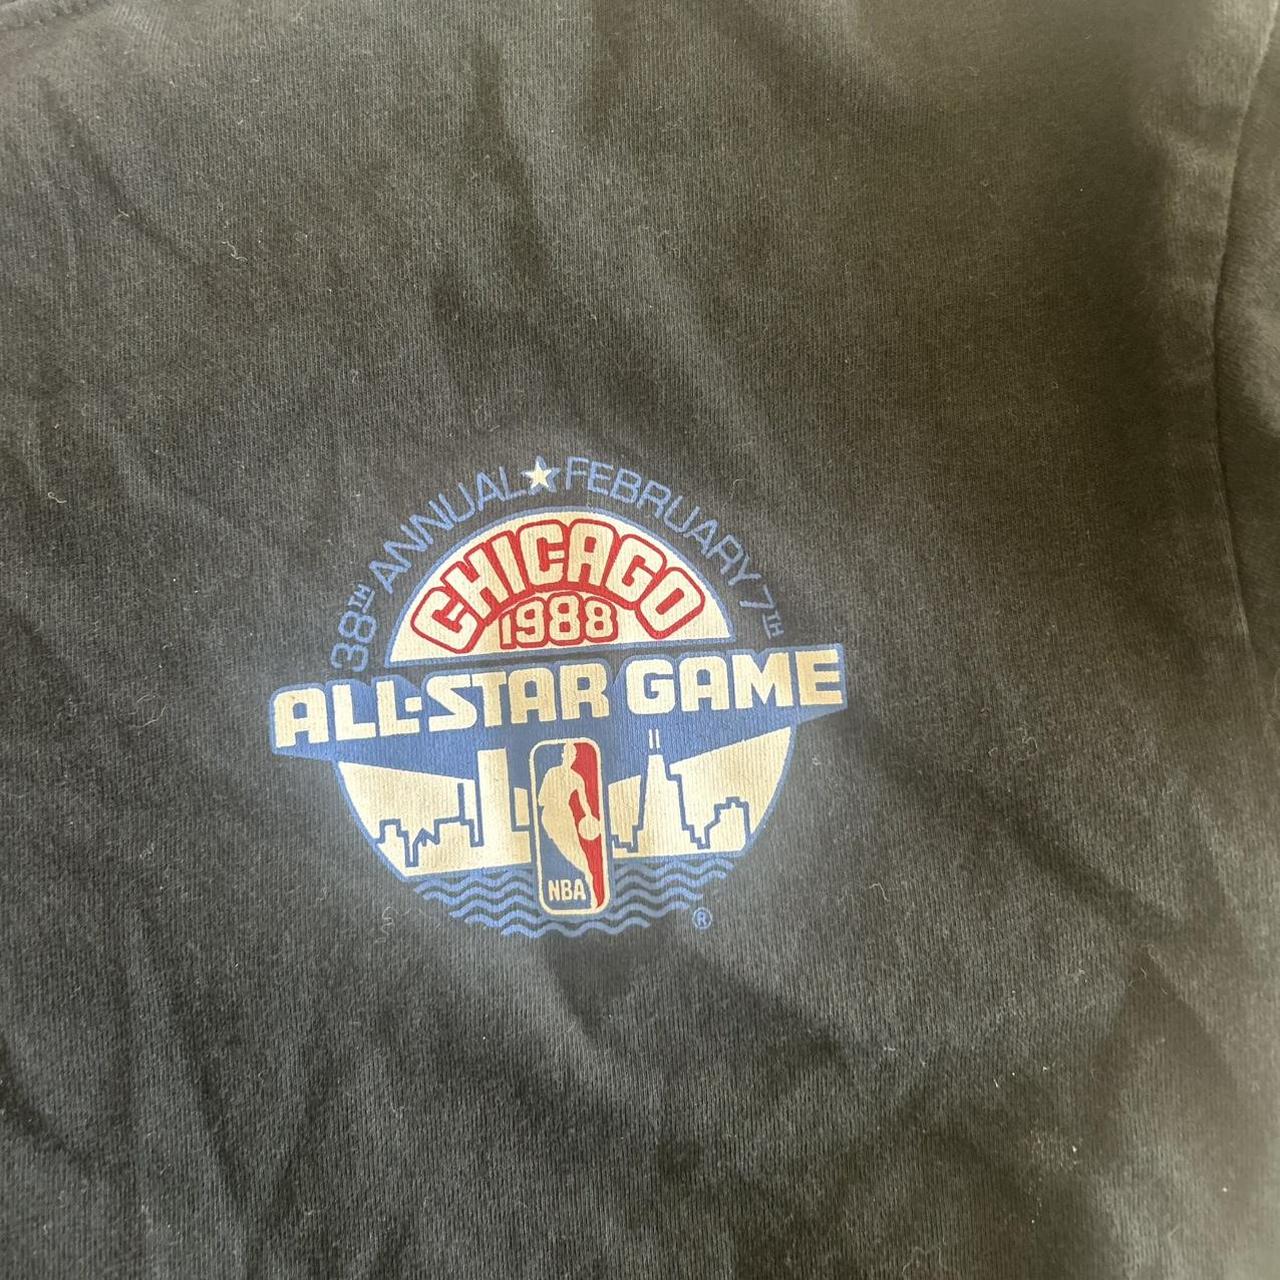 38TH ANNUAL★FEBRUARY 7TH
CHICAGO
1988
ALL-STAR GAME
NBA
®